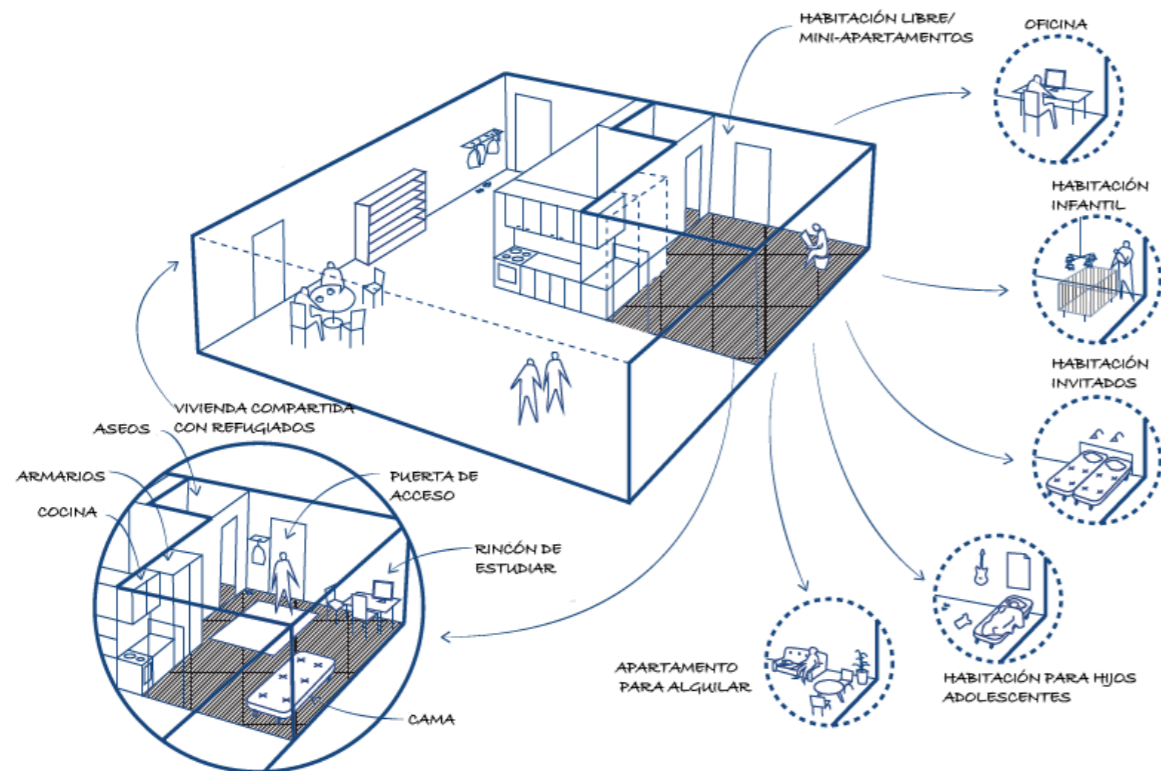 HABITACIÓN LIBRE/
MINI-APARTAMENTOS
OFICINA
HABITACIÓN
INFANTIL
HABITACIÓN
INVITADOS
VIVIENDA COMPARTIDA
CON REFUGIADOS
ASEOS
ARMARIOS
COCINA
PUERTA DE
ACCESO
RINCÓN DE
ESTUDIAR
CAMA
APARTAMENTO
PARA ALGUILAR
HABITACIÓN PARA HIJOS
ADOLESCENTES